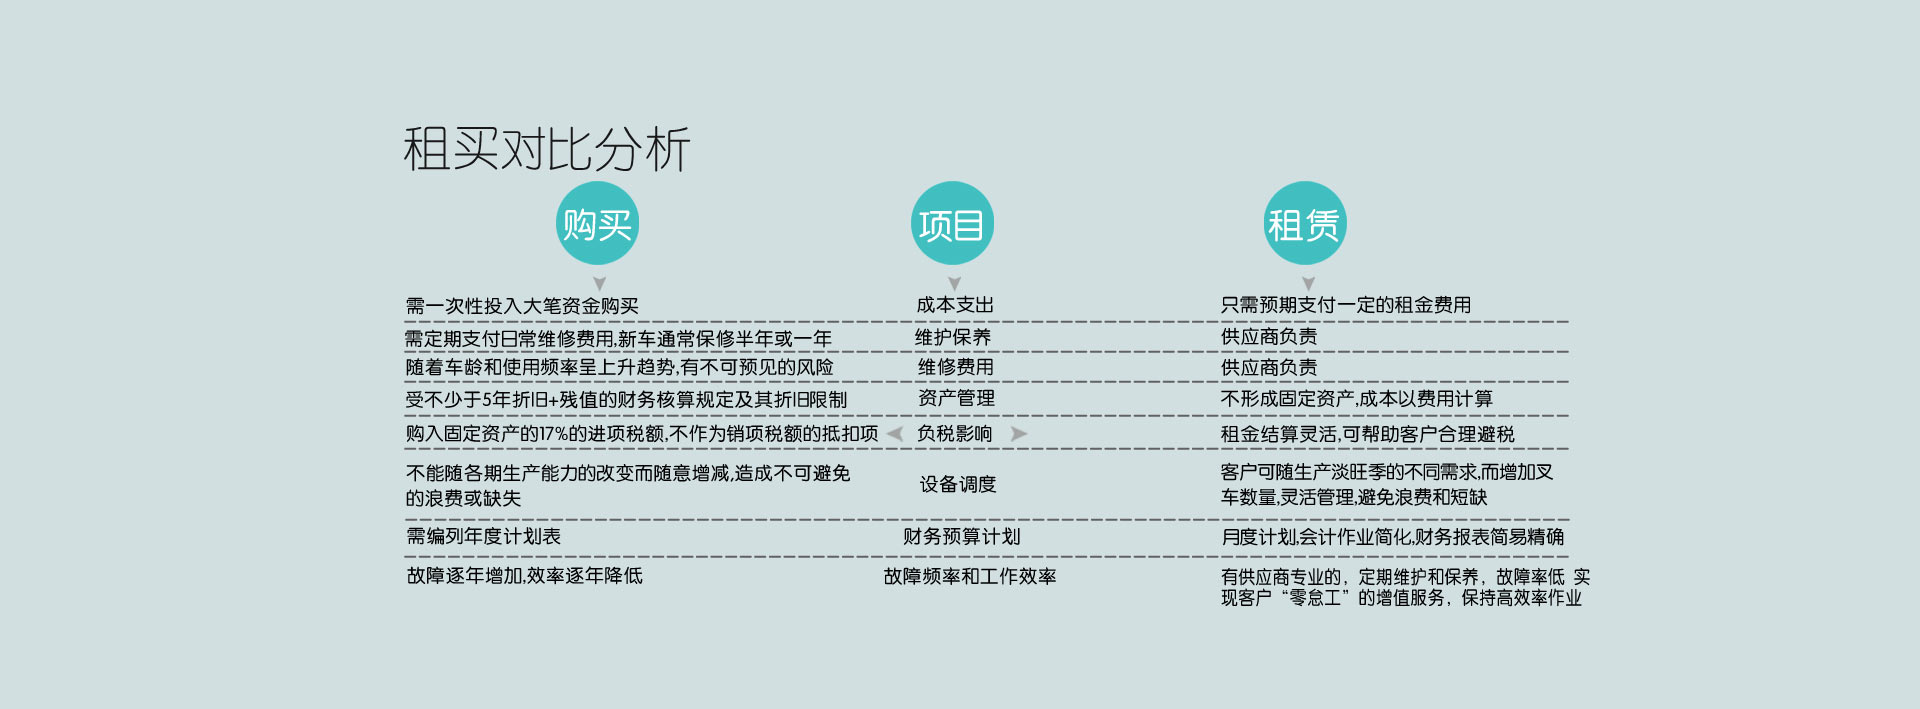 租买对比分析
购买 项目 租赁
需一次性投入大笔资金购买 成本支出 只需预期支付一定的租金费用
需定期支付日常维修费用,新车通常保修半年或一年 维护保养 供应商负责
随着车龄和使用频率呈上升趋势,有不可预见的风险 维修费用 供应商负责
受不少于5年折旧+残值的财务核算规定及其折旧限制 资产管理 不形成固定资产,成本以费用计算
购入固定资产的17%的进项税额,不作为销项税额的抵扣项 负税影响 租金结算灵活,可帮助客户合理避税
不能随各期生产能力的改变而随意增减,造成不可避免
的浪费或缺失
设备调度
客户可随生产淡旺季的不同需求,而增加叉
车数量,灵活管理,避免浪费和短缺
需编列年度计划表 财务预算计划 月度计划,会计作业简化,财务报表简易精确
故障逐年增加,效率逐年降低 故障频率和工作效率 有供应商专业的，定期维护和保养，故障率低 实
现客户“零怠工”的增值服务，保持高效率作业